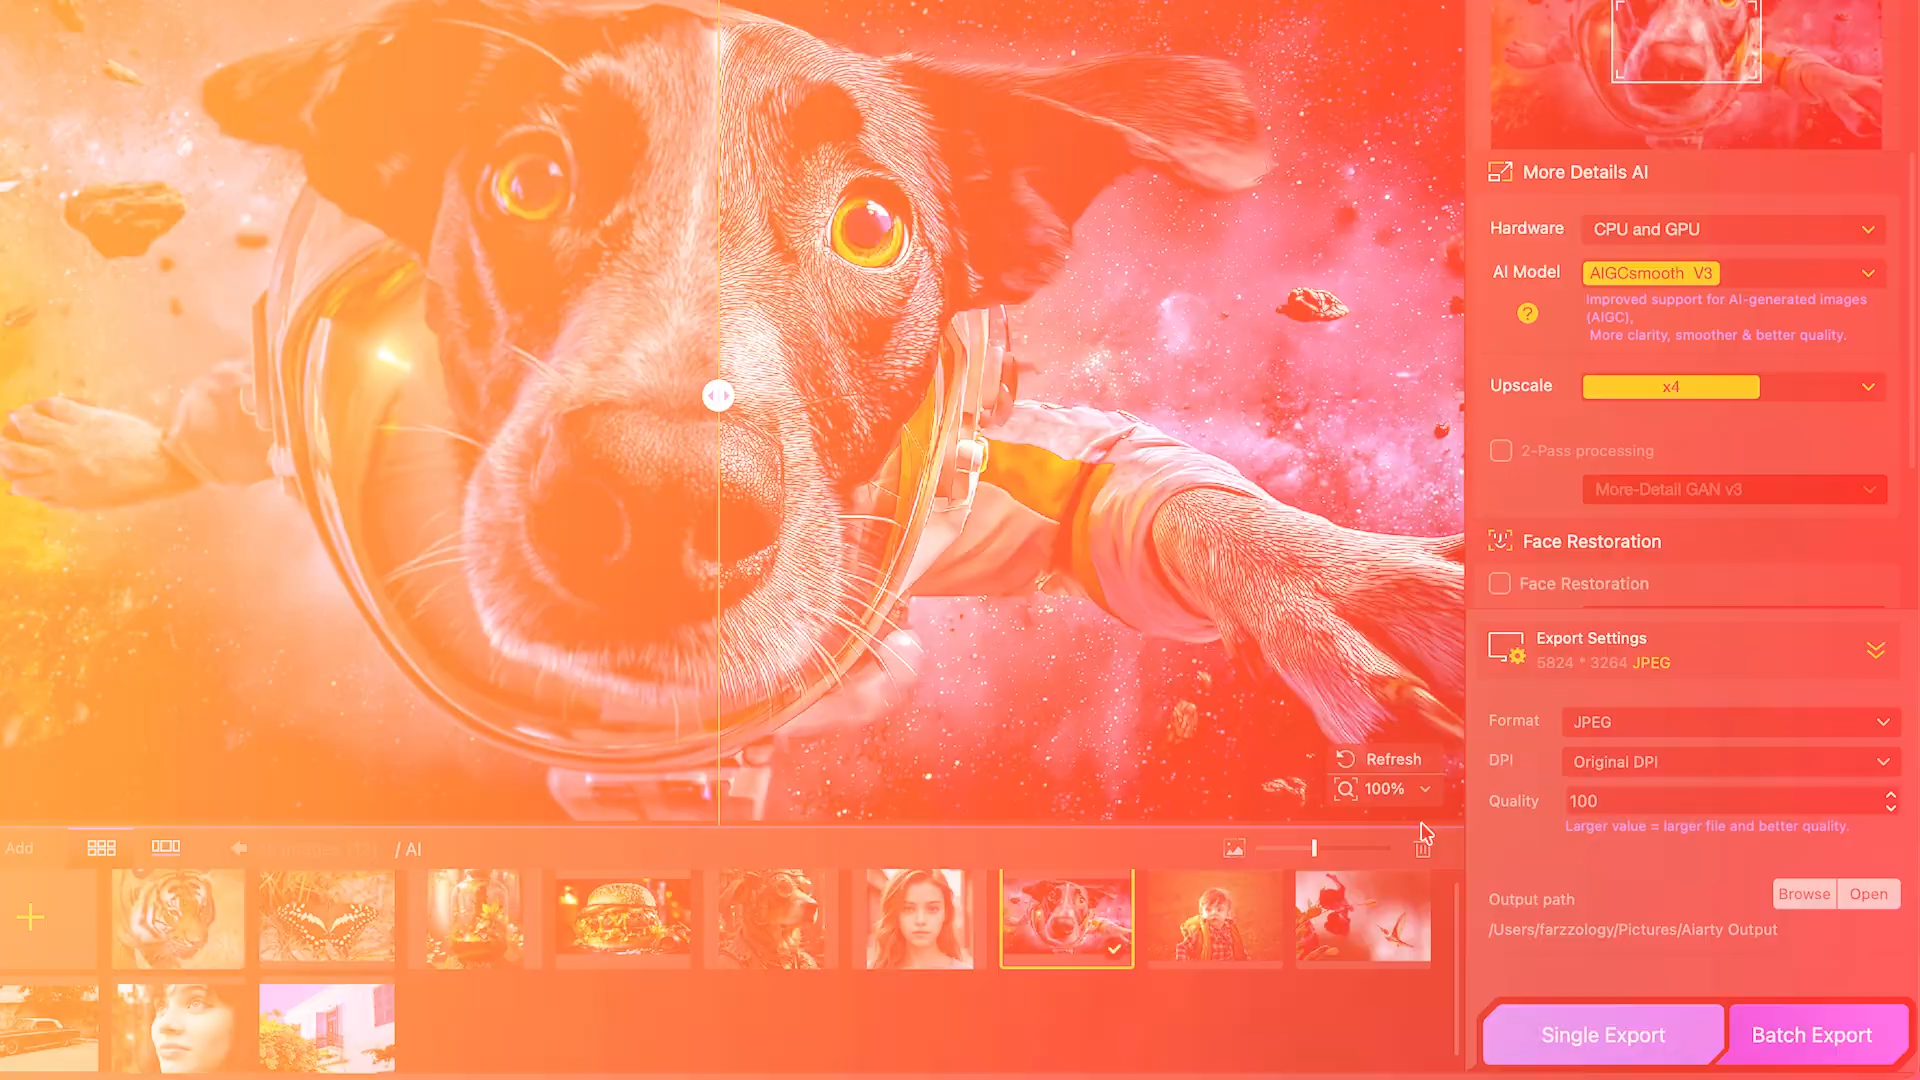 More Details AI
Hardware
CPU and GPU
AI Model
AIGCsmooth V3
?
Improved support for AI-generated images
(AIGC),
More clarity, smoother & better quality.
Upscale
x4
2-Pass processing
More-Detail GAN v3
Face Restoration
Face Restoration
Export Settings
5824 * 3264 JPEG
Format
JPEG
DPI
Original DPI
Quality
100
Larger value = larger file and better quality.
Output path
Browse
Open
/Users/farzzology/Pictures/Aiarty Output
Single Export
Batch Export
Refresh
100%
Add
/ AI